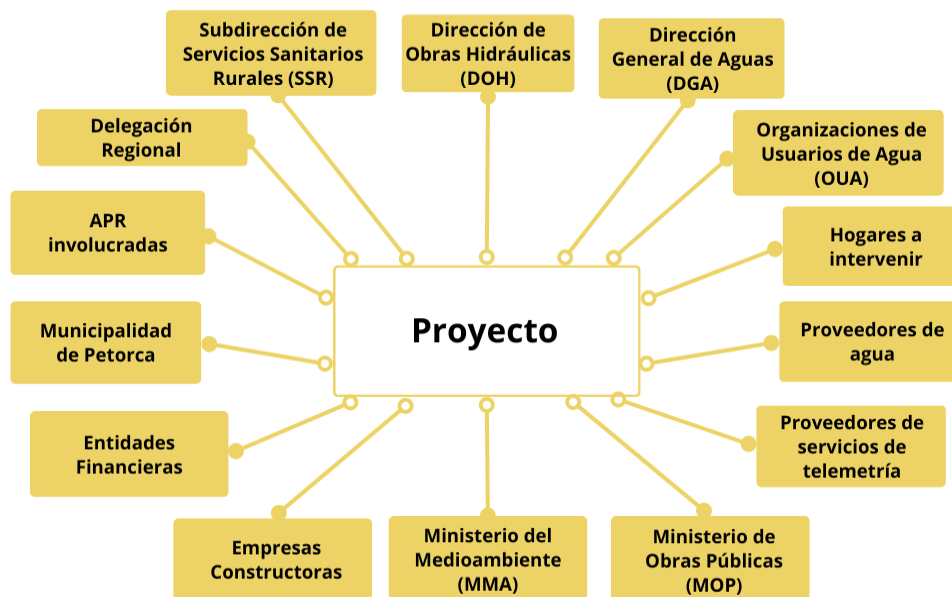 Subdirección de
Servicios Sanitarios
Rurales (SSR)
Dirección de
Obras Hidráulicas
(DOH)
Dirección
General de Aguas
(DGA)
Delegación
Regional
Organizaciones de
Usuarios de Agua
(OUA)
APR
involucradas
Hogares a
intervenir
Proyecto
Municipalidad
de Petorca
Proveedores de
agua
Entidades
Financieras
Proveedores de
servicios de
telemetría
Empresas
Constructoras
Ministerio del
Medioambiente
(MMA)
Ministerio de
Obras Públicas
(MOP)